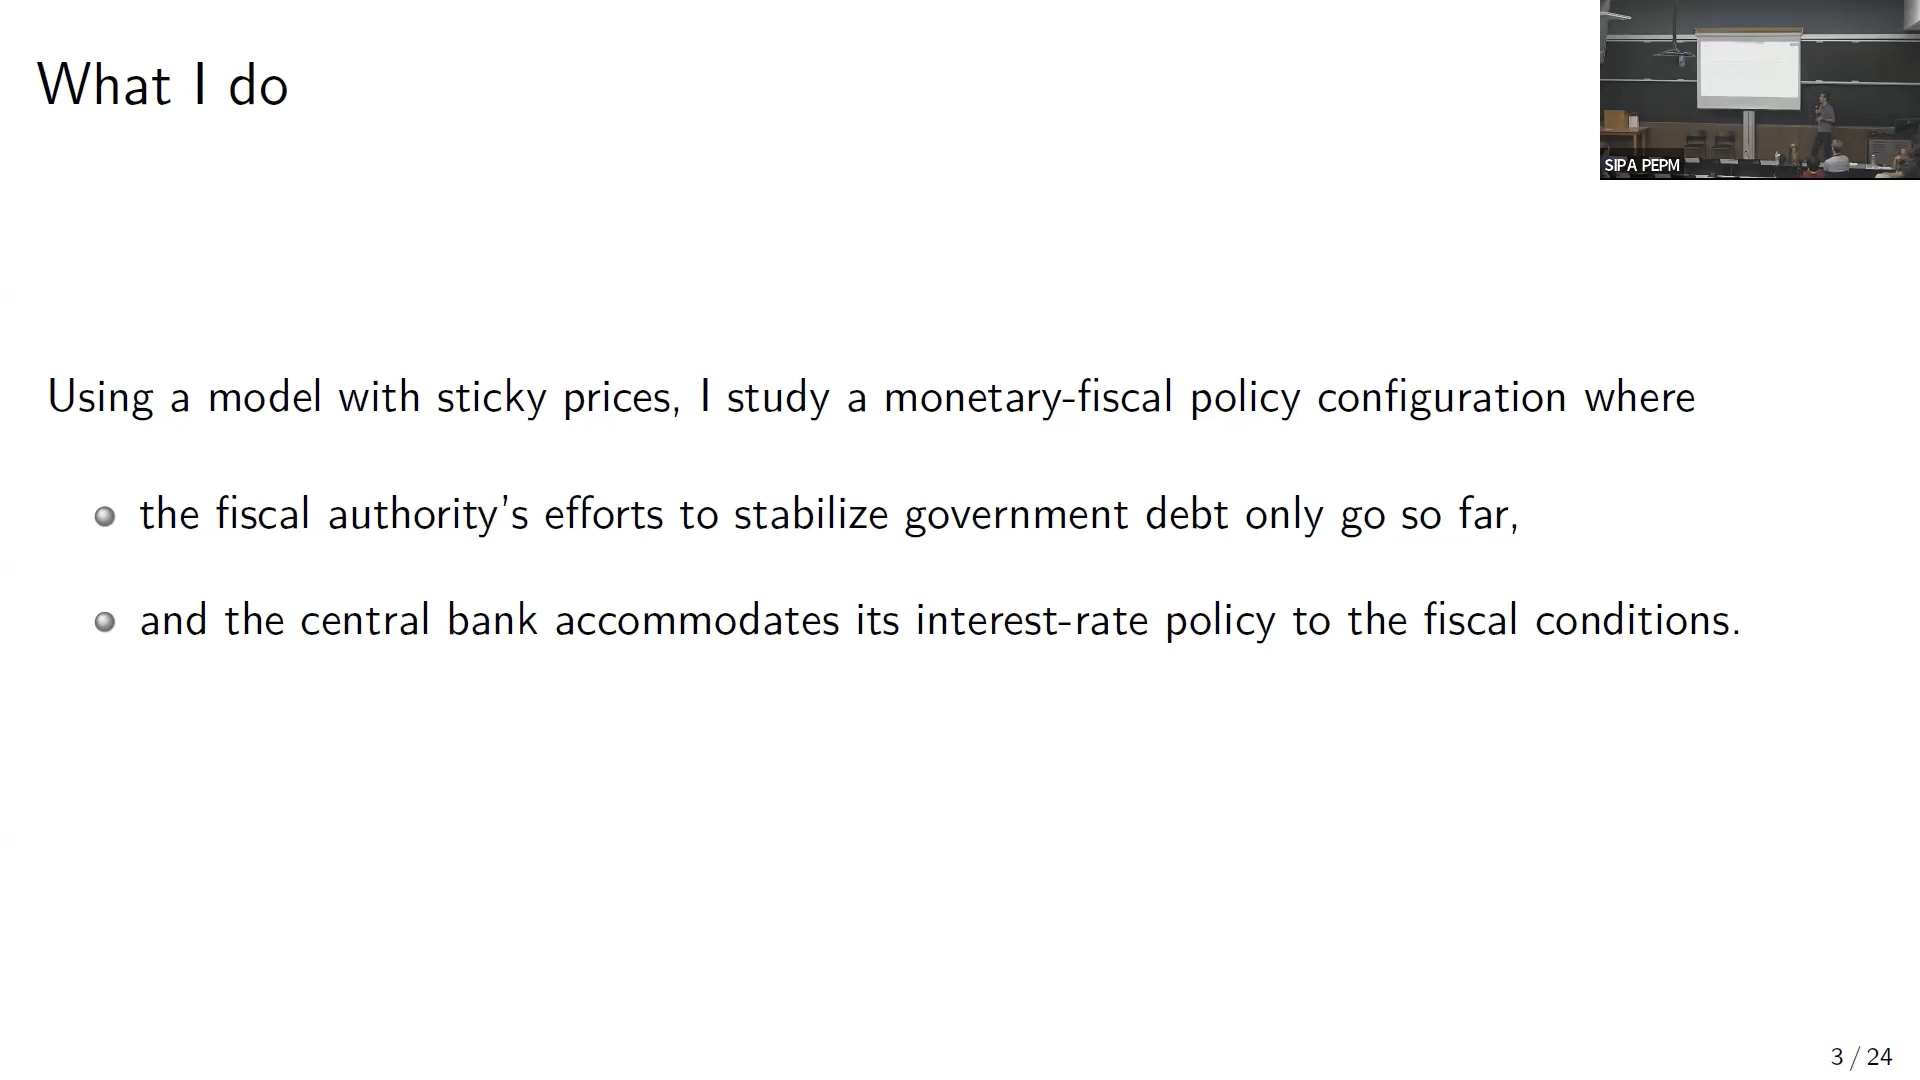 What I do
SIPA PEPM
Using a model with sticky prices, I study a monetary-fiscal policy configuration where
the fiscal authority's efforts to stabilize government debt only go so far,
and the central bank accommodates its interest-rate policy to the fiscal conditions.
3 / 24